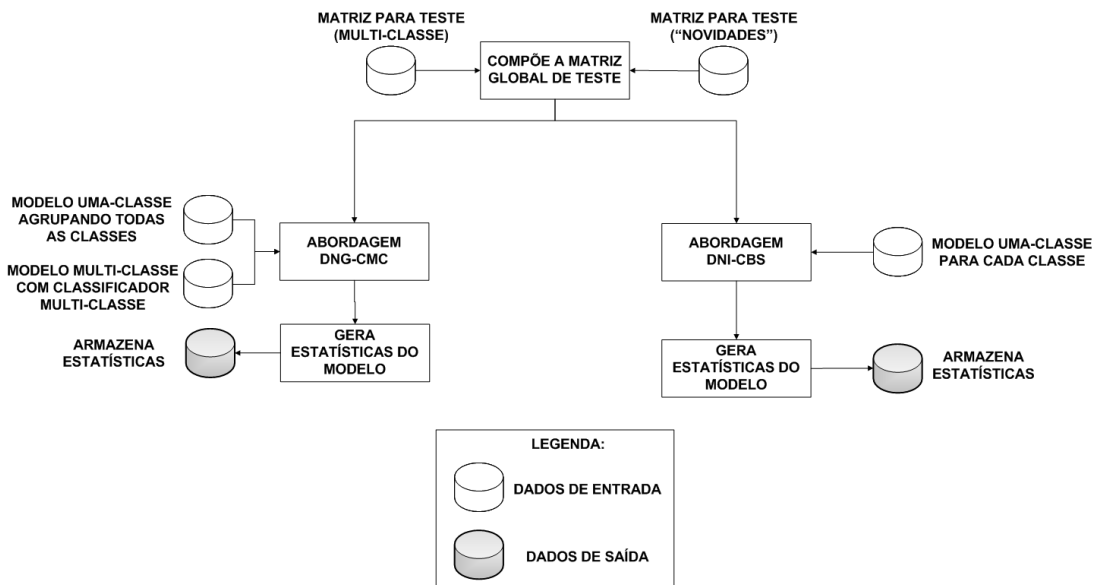 MATRIZ PARA TESTE
(MULTI-CLASSE)
MATRIZ PARA TESTE
("NOVIDADES")
COMPÕE A MATRIZ
GLOBAL DE TESTE
MODELO UMA-CLASSE
AGRUPANDO TODAS
AS CLASSES
MODELO MULTI-CLASSE
COM CLASSIFICADOR
MULTI-CLASSE
ABORDAGEM
DNG-CMC
ABORDAGEM
DNI-CBS
MODELO UMA-CLASSE
PARA CADA CLASSE
ARMAZENA
ESTATÍSTICAS
GERA
ESTATÍSTICAS DO
MODELO
GERA
ESTATÍSTICAS DO
MODELO
ARMAZENA
ESTATÍSTICAS
LEGENDA:
DADOS DE ENTRADA
DADOS DE SAÍDA